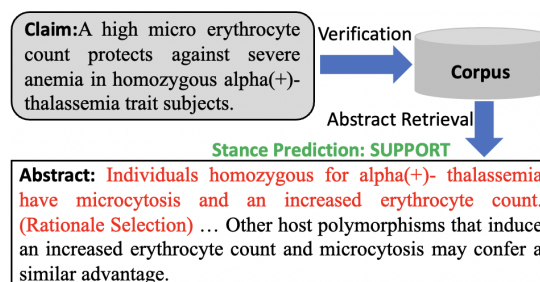 Claim:A high micro erythrocyte
count protects against severe
anemia in homozygous alpha(+)-
thalassemia trait subjects.
Verification
Corpus
Abstract Retrieval
Stance Prediction: SUPPORT
Abstract: Individuals homozygous for alpha(+)- thalassemia
have microcytosis and an increased erythrocyte count.
(Rationale Selection) … Other host polymorphisms that induce
an increased erythrocyte count and microcytosis may confer a
similar advantage.